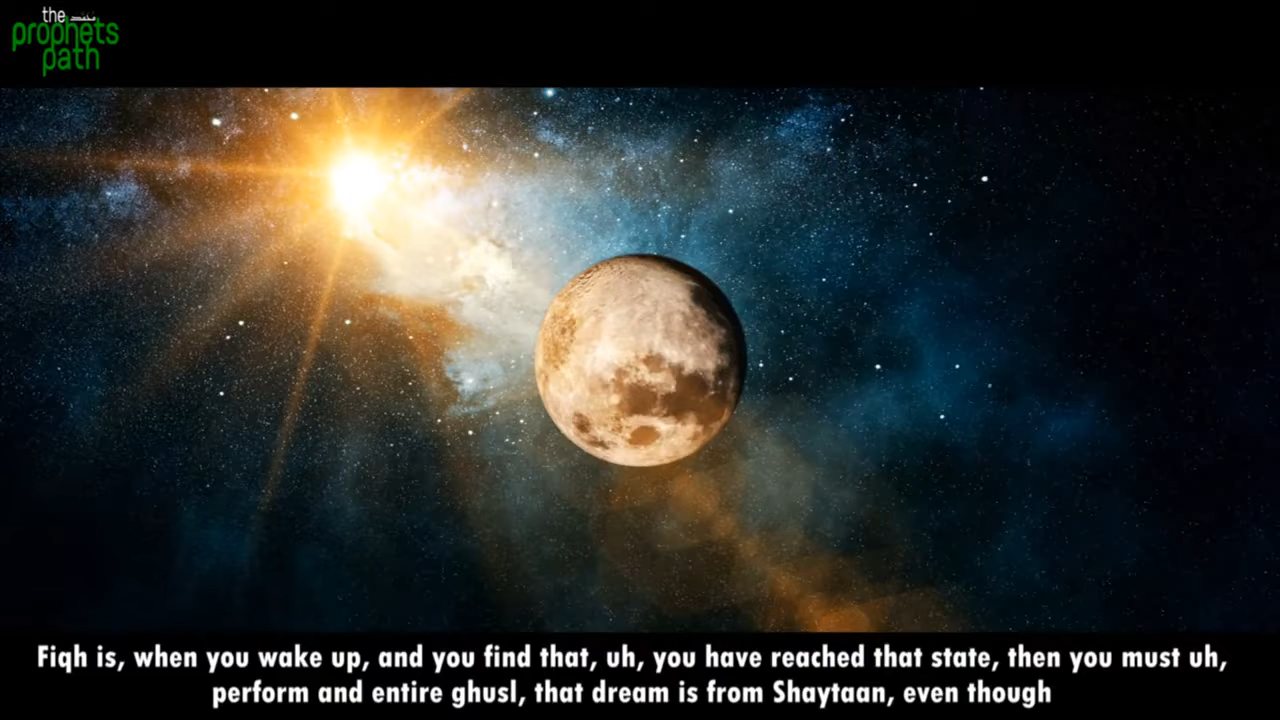 the محمد
prophets
path
Fiqh is, when you wake up, and you find that, uh, you have reached that state, then you must uh,
perform and entire ghusl, that dream is from Shaytaan, even though